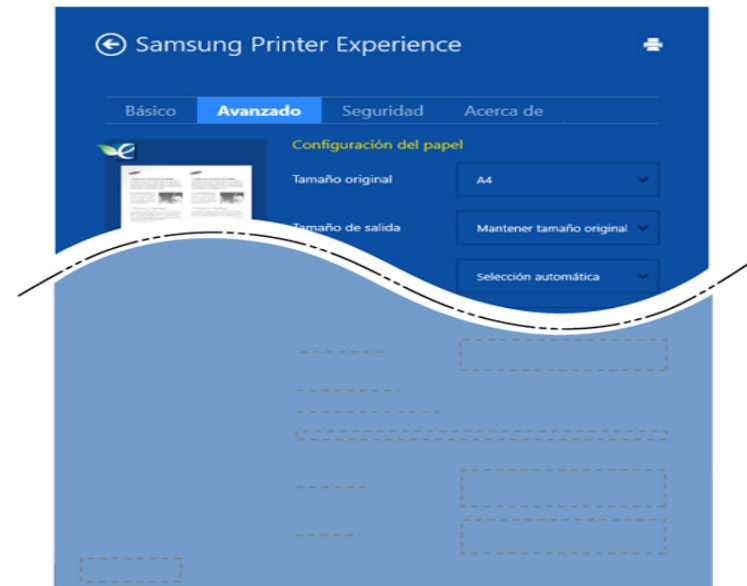 Samsung Printer Experience
Básico Avanzado Seguridad Acerca de
Configuración del papel
Tamaño original A4
Tamaño de salida Mantener tamaño original
Selección automática